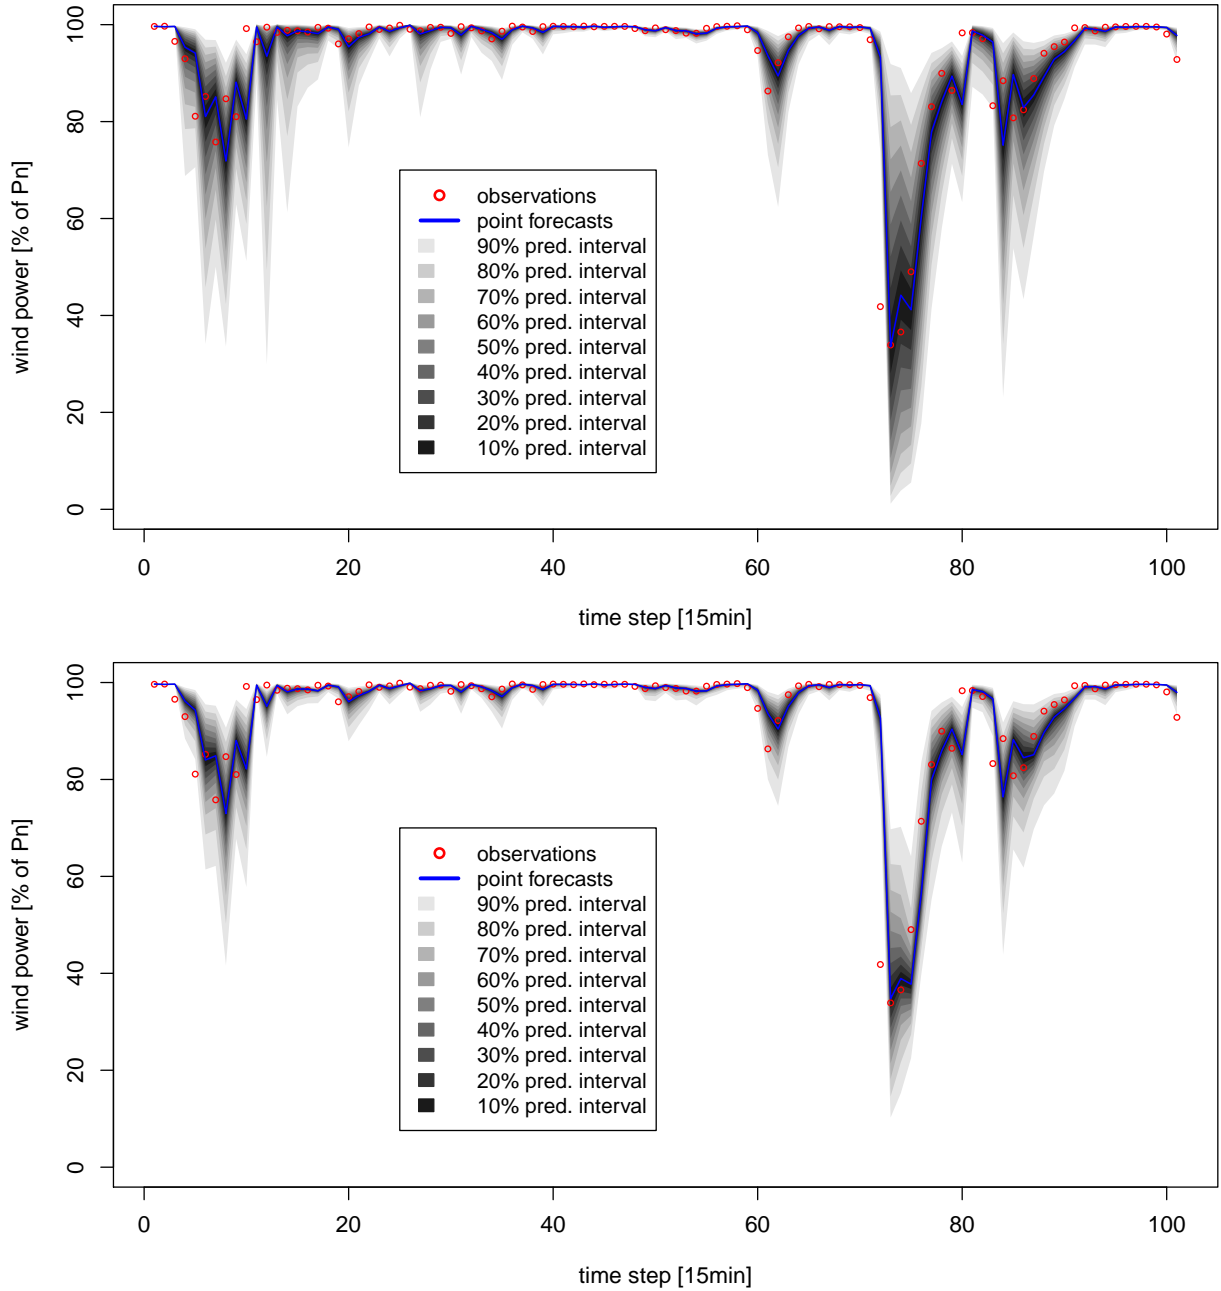 100
80
60
40
20
0
wind power [% of Pn]
observations
point forecasts
90% pred. interval
80% pred. interval
70% pred. interval
60% pred. interval
50% pred. interval
40% pred. interval
30% pred. interval
20% pred. interval
10% pred. interval
0 20 40 60 80 100
time step [15min]
100
80
60
40
20
0
wind power [% of Pn]
observations
point forecasts
90% pred. interval
80% pred. interval
70% pred. interval
60% pred. interval
50% pred. interval
40% pred. interval
30% pred. interval
20% pred. interval
10% pred. interval
0 20 40 60 80 100
time step [15min]